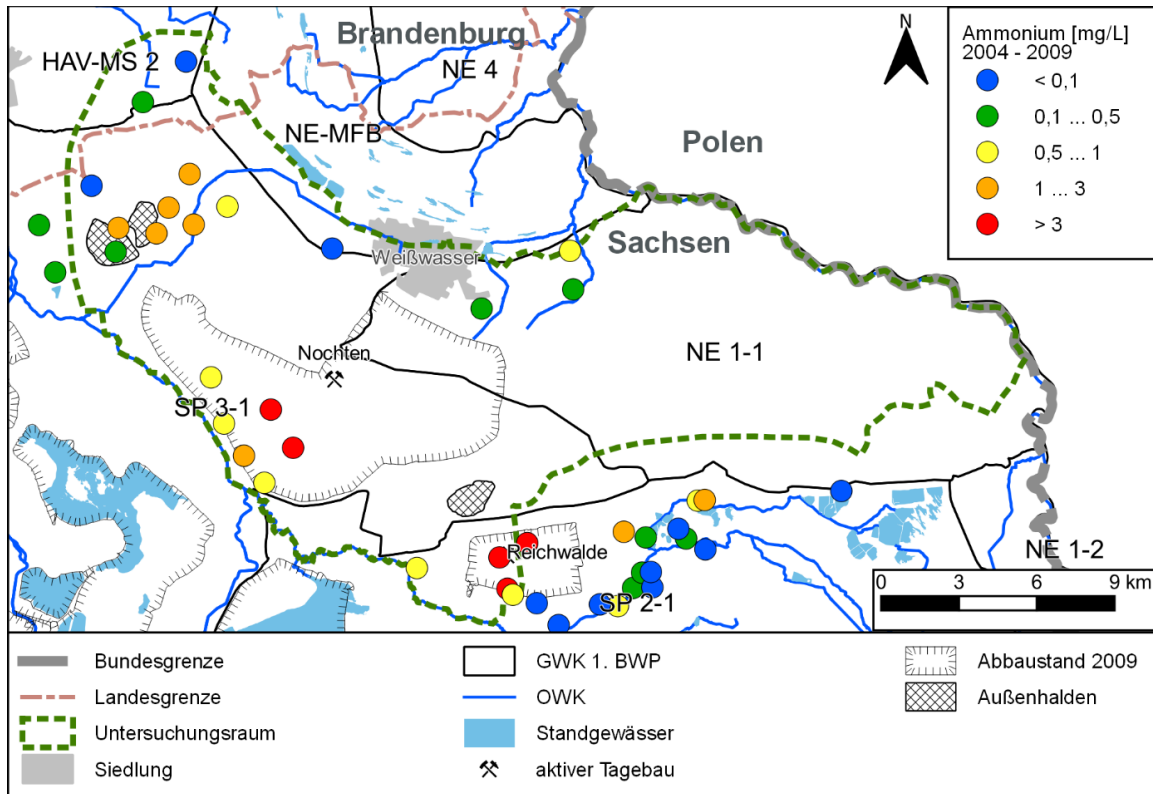 Brandenburg
HAV-MS 2
NE 4
N
Ammonium [mg/L]
2004 - 2009
< 0,1
0,1 ... 0,5
0,5 ... 1
1 ... 3
> 3
NE-MFB
Polen
Sachsen
Weißwasser
Nochten
NE 1-1
SP 3-1
Reichwalde
NE 1-2
SP 2-1
0 3 6 9 km
Bundesgrenze
Landesgrenze
Untersuchungsraum
Siedlung
GWK 1. BWP
OWK
Standgewässer
aktiver Tagebau
Abbaustand 2009
Außenhalden